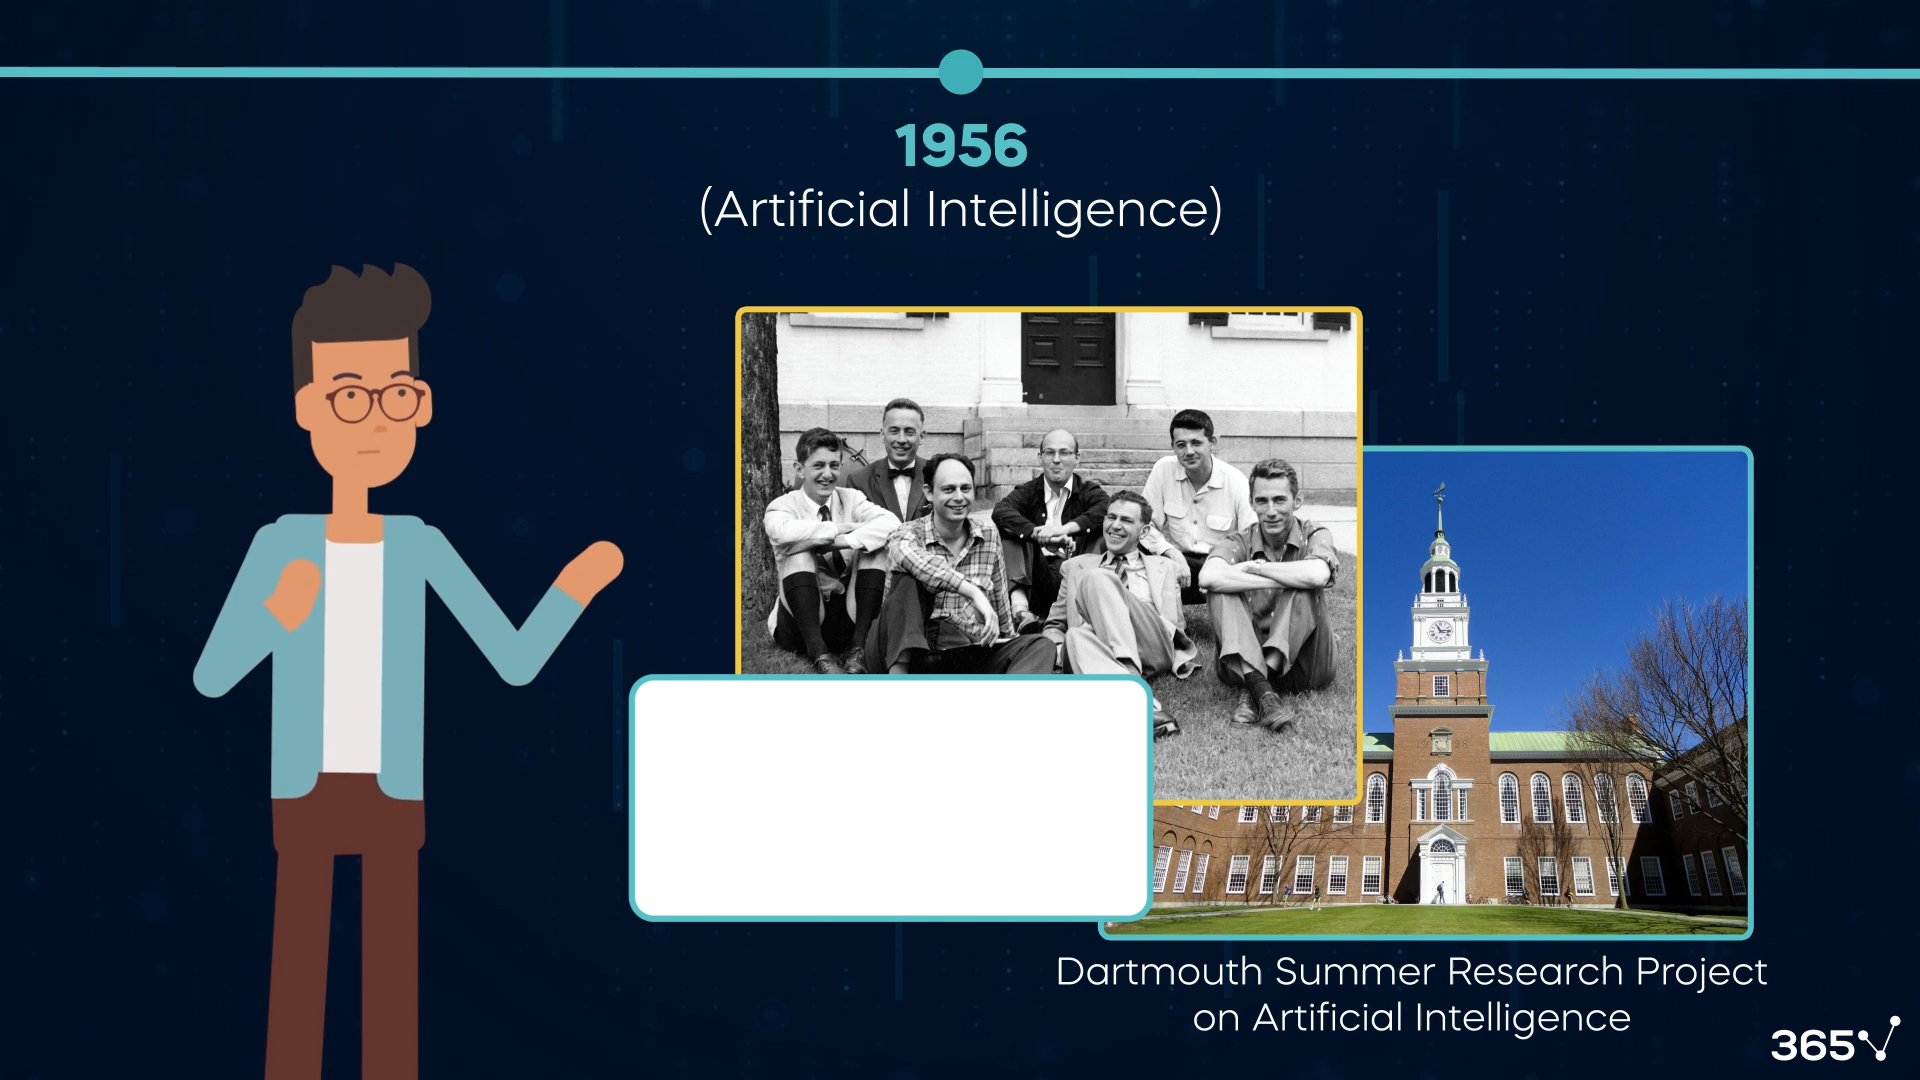 1956
(Artificial Intelligence)
Dartmouth Summer Research Project
on Artificial Intelligence
365